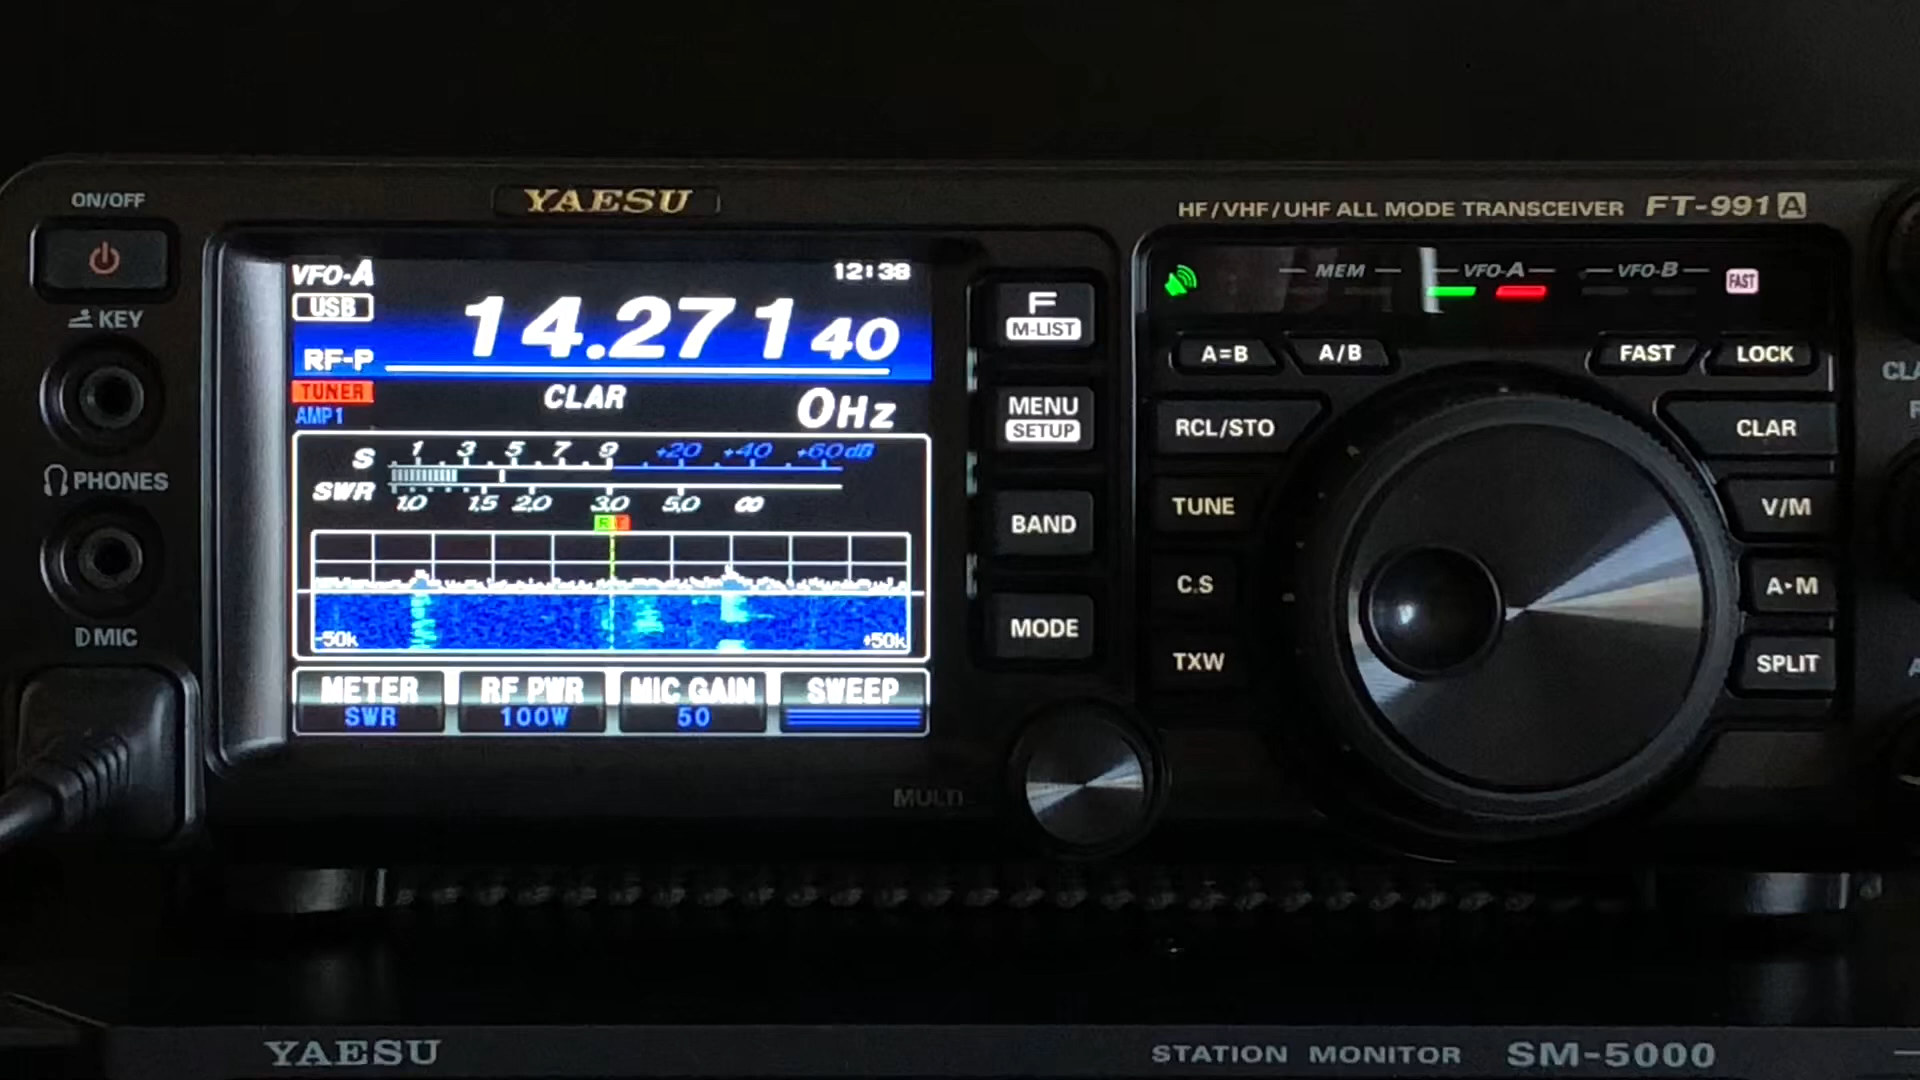 ON/OFF
YAESU
HF/VHF/UHF ALL MODE TRANSCEIVER FT-991A
KEY
PHONES
MIC
VFO-A
12:38
USB
14.271 40
RF-P
TUNER
AMP1
CLAR
0Hz
S 1 3 5 7 9 +20 +40 +60dB
SWR 1.0 1.5 2.0 3.0 5.0 ∞
R T
-50k
+50k
METER
SWR
RF PWR
100W
MIC GAIN
50
SWEEP
F
M-LIST
MENU
SETUP
BAND
MODE
MULTI
MEM
VFO-A
VFO-B
FAST
A=B
A/B
FAST
LOCK
RCL/STO
CLAR
TUNE
V/M
C.S
A▸M
TXW
SPLIT
YAESU
STATION MONITOR SM-5000